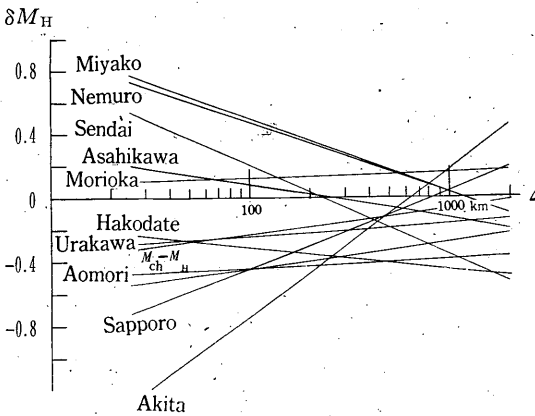 δM_H
0.8
Miyako
Nemuro
0.4
Sendai
Asahikawa
Morioka
0
100
1000 km
Δ
Hakodate
Urakawa
M_ch–M_H
-0.4
Aomori
Sapporo
-0.8
Akita